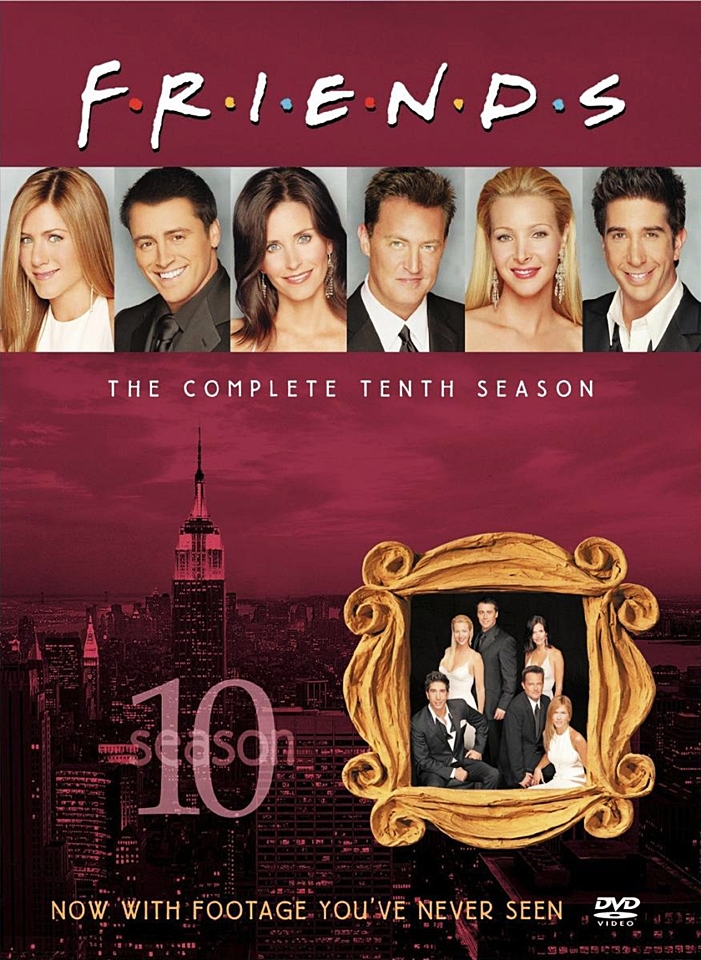 F•R•I•E•N•D•S
THE COMPLETE TENTH SEASON
10
season
NOW WITH FOOTAGE YOU'VE NEVER SEEN
DVD
VIDEO